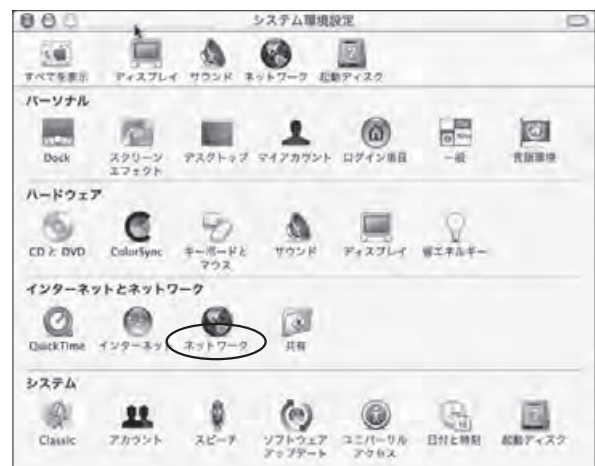 システム環境設定
すべてを表示 ディスプレイ サウンド ネットワーク 起動ディスク
パーソナル
Dock スクリーン エフェクト デスクトップ マイアカウント ログイン項目 一般 言語環境
ハードウェア
CD と DVD ColorSync キーボードと マウス サウンド ディスプレイ 省エネルギー
インターネットとネットワーク
QuickTime インターネット ネットワーク 共有
システム
Classic アカウント スピーチ ソフトウェア アップデート ユニバーサル アクセス 日付と時刻 起動ディスク